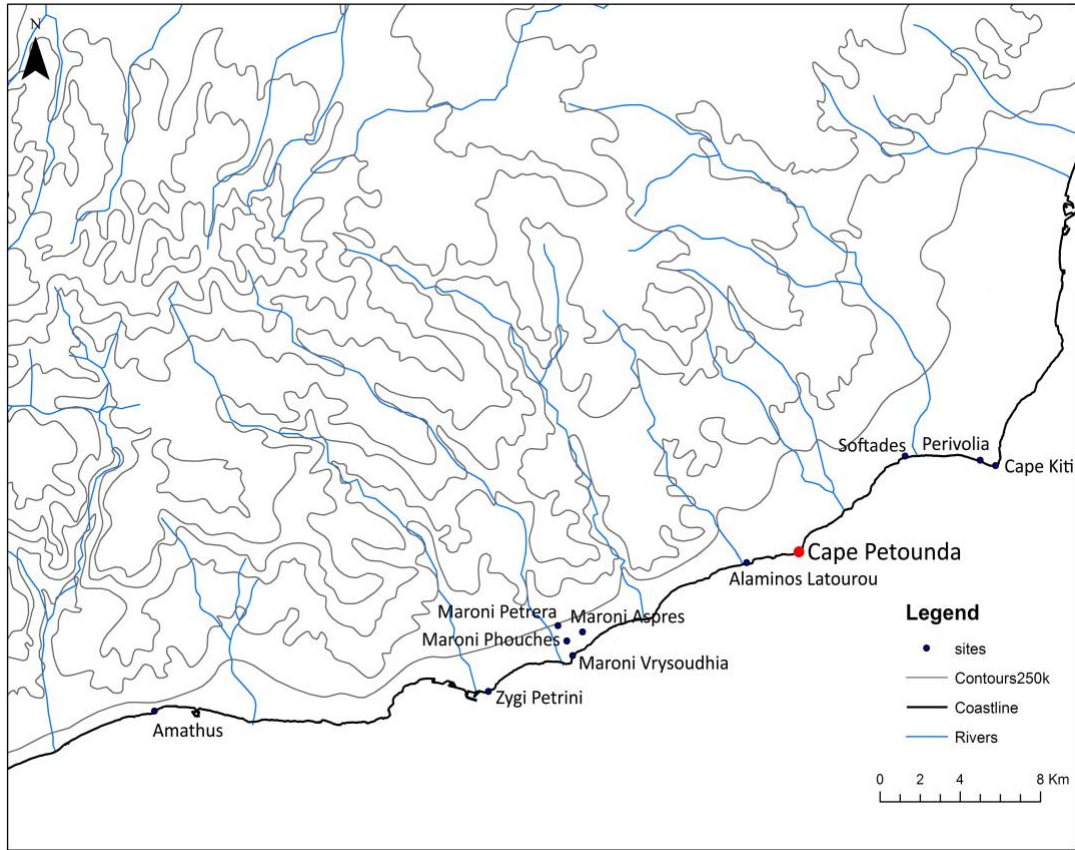 N
Softades
Perivolia
Cape Kiti
Cape Petounda
Alaminos Latourou
Maroni Petrera
Maroni Aspres
Maroni Phouches
Maroni Vrysoudhia
Zygi Petrini
Amathus
Legend
sites
Contours250k
Coastline
Rivers
0 2 4 8 Km